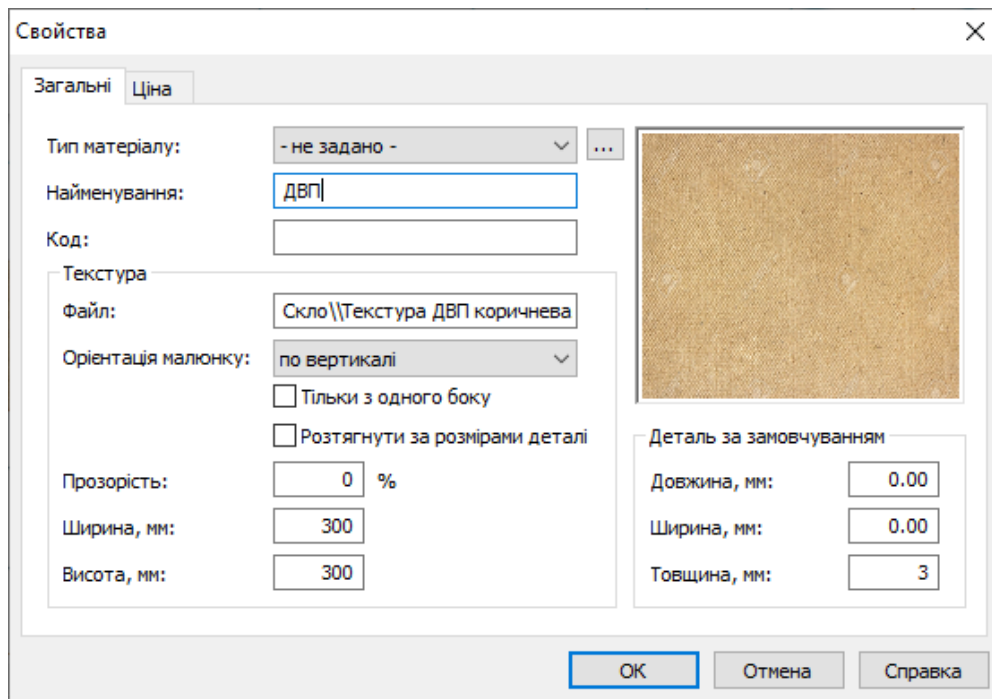 Свойства
Загальні Ціна
Тип матеріалу: - не задано - ...
Найменування: ДВП
Код:
Текстура
Файл: Скло\\Текстура ДВП коричнева
Орієнтація малюнку: по вертикалі
Тільки з одного боку
Розтягнути за розмірами деталі
Прозорість: 0 %
Ширина, мм: 300
Висота, мм: 300
Деталь за замовчуванням
Довжина, мм: 0.00
Ширина, мм: 0.00
Товщина, мм: 3
ОК Отмена Справка